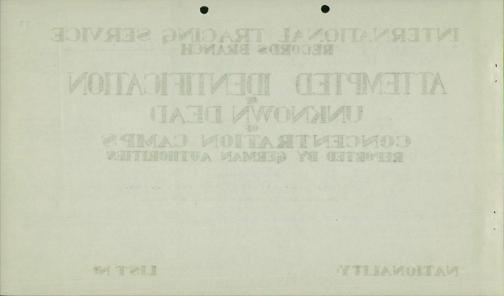 INTERNATIONAL TRACING SERVICE
RECORDS BRANCH
ATTEMPTED IDENTIFICATION
OF
UNKNOWN DEAD
OF
CONCENTRATION CAMPS
REPORTED BY GERMAN AUTHORITIES
NATIONALITY LIST Nº